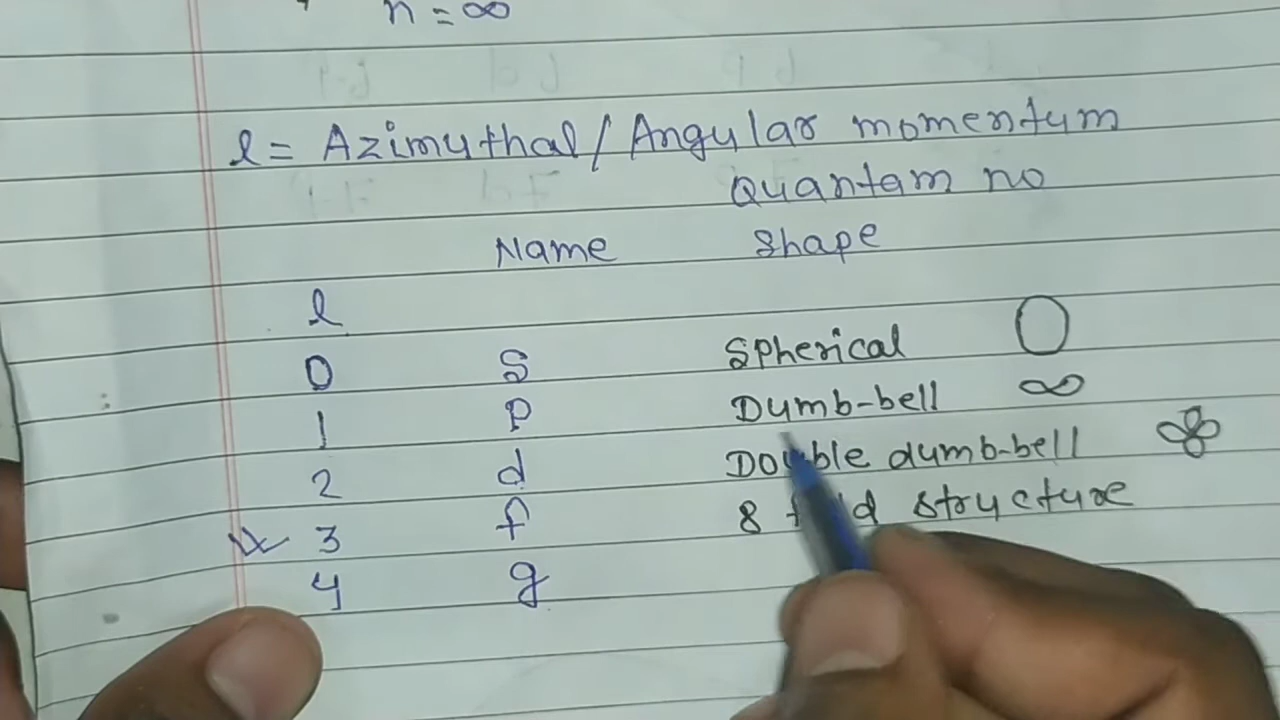 n = ∞
l = Azimuthal / Angular momentum
Quantam no
Name Shape
l
0 S Spherical
1 P Dumb-bell
2 d Double dumb-bell
3 f 8 structure
4 g